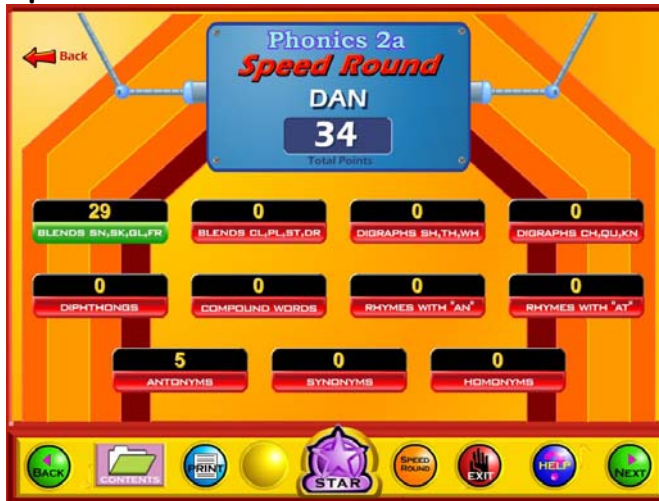 Back
Phonics 2a
Speed Round
DAN
34
Total Points
29 0 0 0
BLENDS SN,SK,GL,FR BLENDS CL,PL,ST,DR DIGRAPHS SH,TH,WH DIGRAPHS CH,QU,KN
0 0 0 0
DIPHTHONGS COMPOUND WORDS RHYMES WITH "AN" RHYMES WITH "AT"
5 0 0
ANTONYMS SYNONYMS HOMONYMS
BACK CONTENTS PRINT STAR SPEED ROUND EXIT HELP NEXT